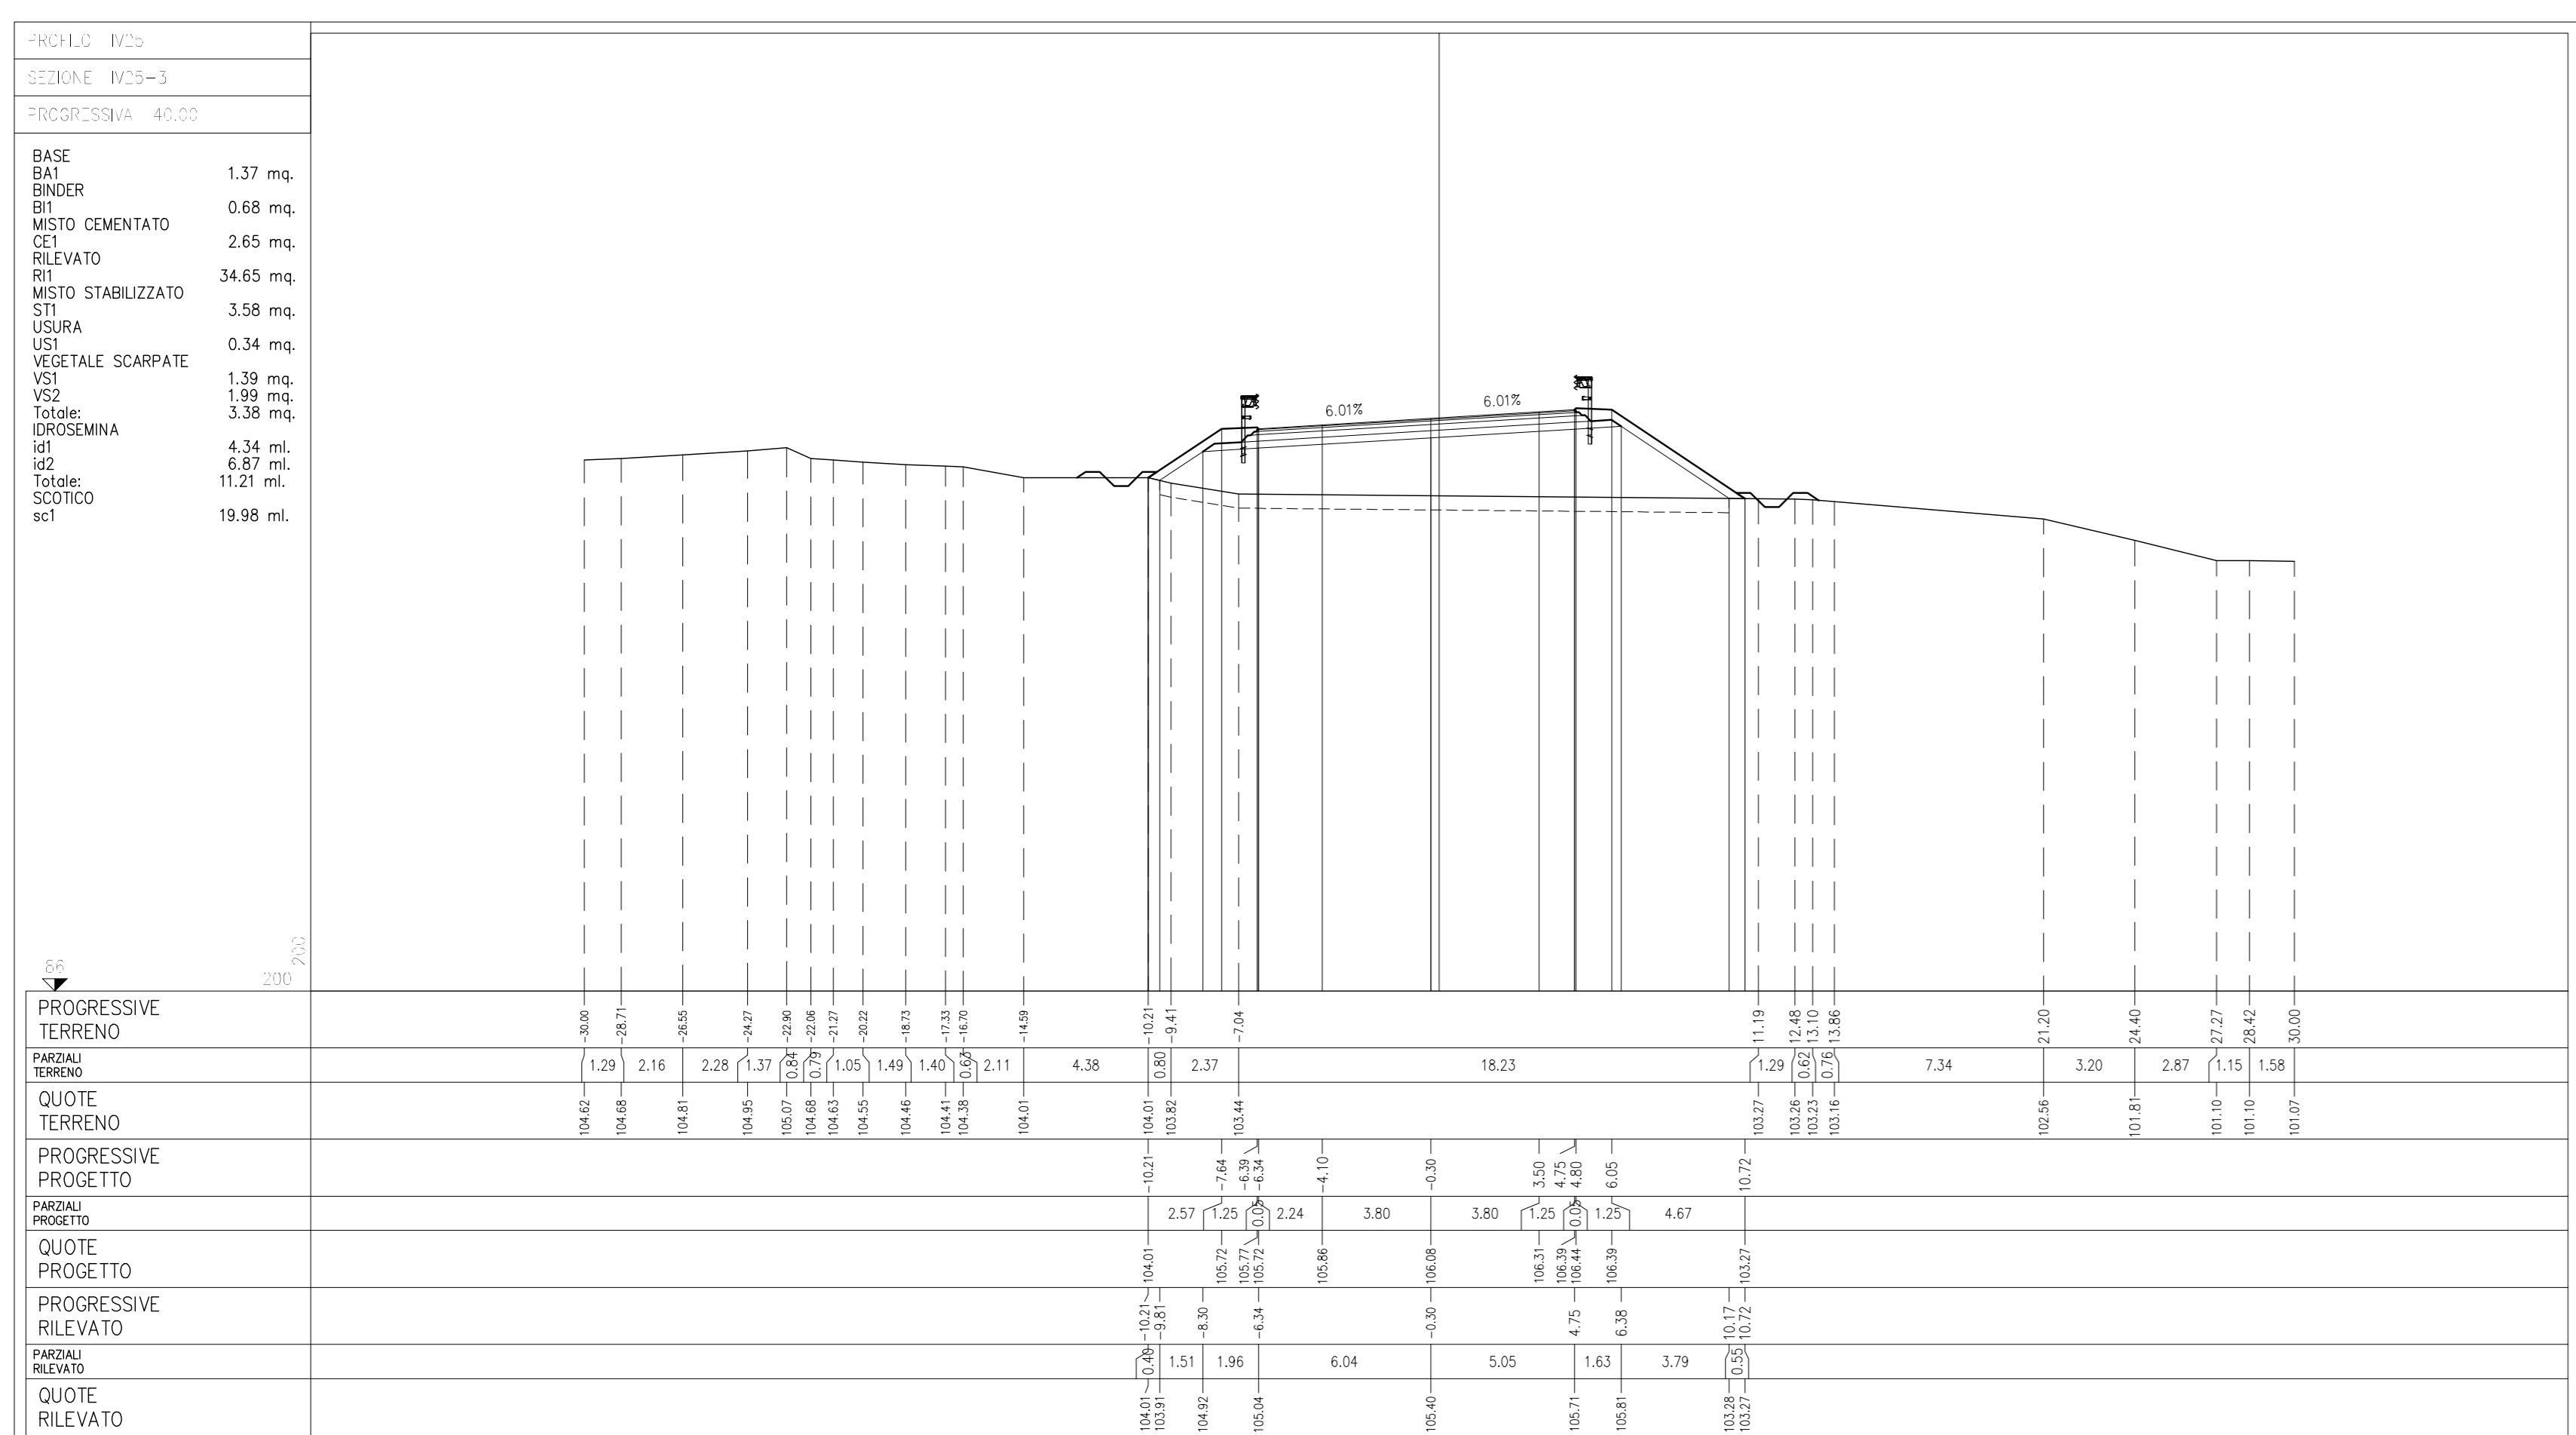 PROFILO IV25
SEZIONE IV25-3
PROGRESSIVA 40.00
BASE
BA1 1.37 mq.
BINDER
BI1 0.68 mq.
MISTO CEMENTATO
CE1 2.65 mq.
RILEVATO
RI1 34.65 mq.
MISTO STABILIZZATO
ST1 3.58 mq.
USURA
US1 0.34 mq.
VEGETALE SCARPATE
VS1 1.39 mq.
VS2 1.99 mq.
Totale: 3.38 mq.
IDROSEMINA
id1 4.34 ml.
id2 6.87 ml.
Totale: 11.21 ml.
SCOTICO
sc1 19.98 ml.
6.01% 6.01%
86 200 200
PROGRESSIVE
TERRENO
-30.00 -28.71 -26.55 -24.27 -22.90 -22.06 -21.27 -20.22 -18.73 -17.33 -16.70 -14.59 -10.21 -9.41 -7.04 11.19 12.48 13.10 13.86 21.20 24.40 27.27 28.42 30.00
PARZIALI
TERRENO
1.29 2.16 2.28 1.37 0.84 0.79 1.05 1.49 1.40 0.63 2.11 4.38 0.80 2.37 18.23 1.29 0.62 0.76 7.34 3.20 2.87 1.15 1.58
QUOTE
TERRENO
104.62 104.68 104.81 104.95 105.07 104.68 104.63 104.55 104.46 104.41 104.38 104.01 104.01 103.82 103.44 103.27 103.26 103.23 103.16 102.56 101.81 101.10 101.10 101.07
PROGRESSIVE
PROGETTO
-10.21 -7.64 -6.39 -6.34 -4.10 -0.30 3.50 4.75 4.80 6.05 10.72
PARZIALI
PROGETTO
2.57 1.25 0.05 2.24 3.80 3.80 1.25 0.05 1.25 4.67
QUOTE
PROGETTO
104.01 105.72 105.77 105.72 105.86 106.08 106.31 106.39 106.44 106.39 103.27
PROGRESSIVE
RILEVATO
-10.21 -9.81 -8.30 -6.34 -0.30 4.75 6.38 10.17 10.72
PARZIALI
RILEVATO
0.40 1.51 1.96 6.04 5.05 1.63 3.79 0.55
QUOTE
RILEVATO
104.01 103.91 104.92 105.04 105.40 105.71 105.81 103.28 103.27